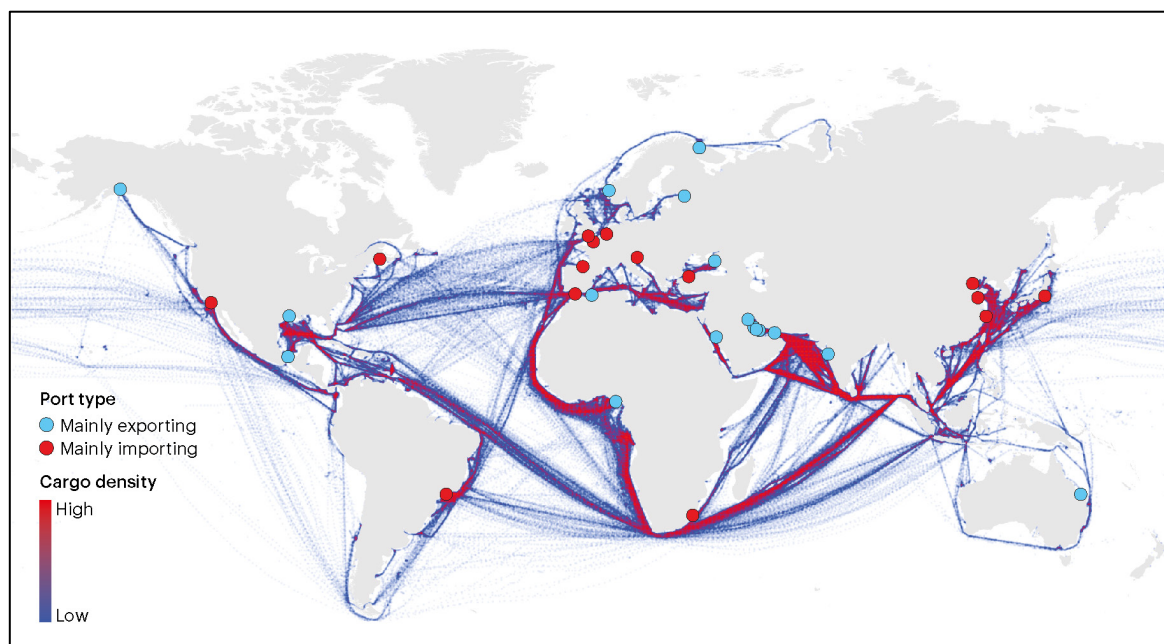 Port type
Mainly exporting
Mainly importing
Cargo density
High
Low